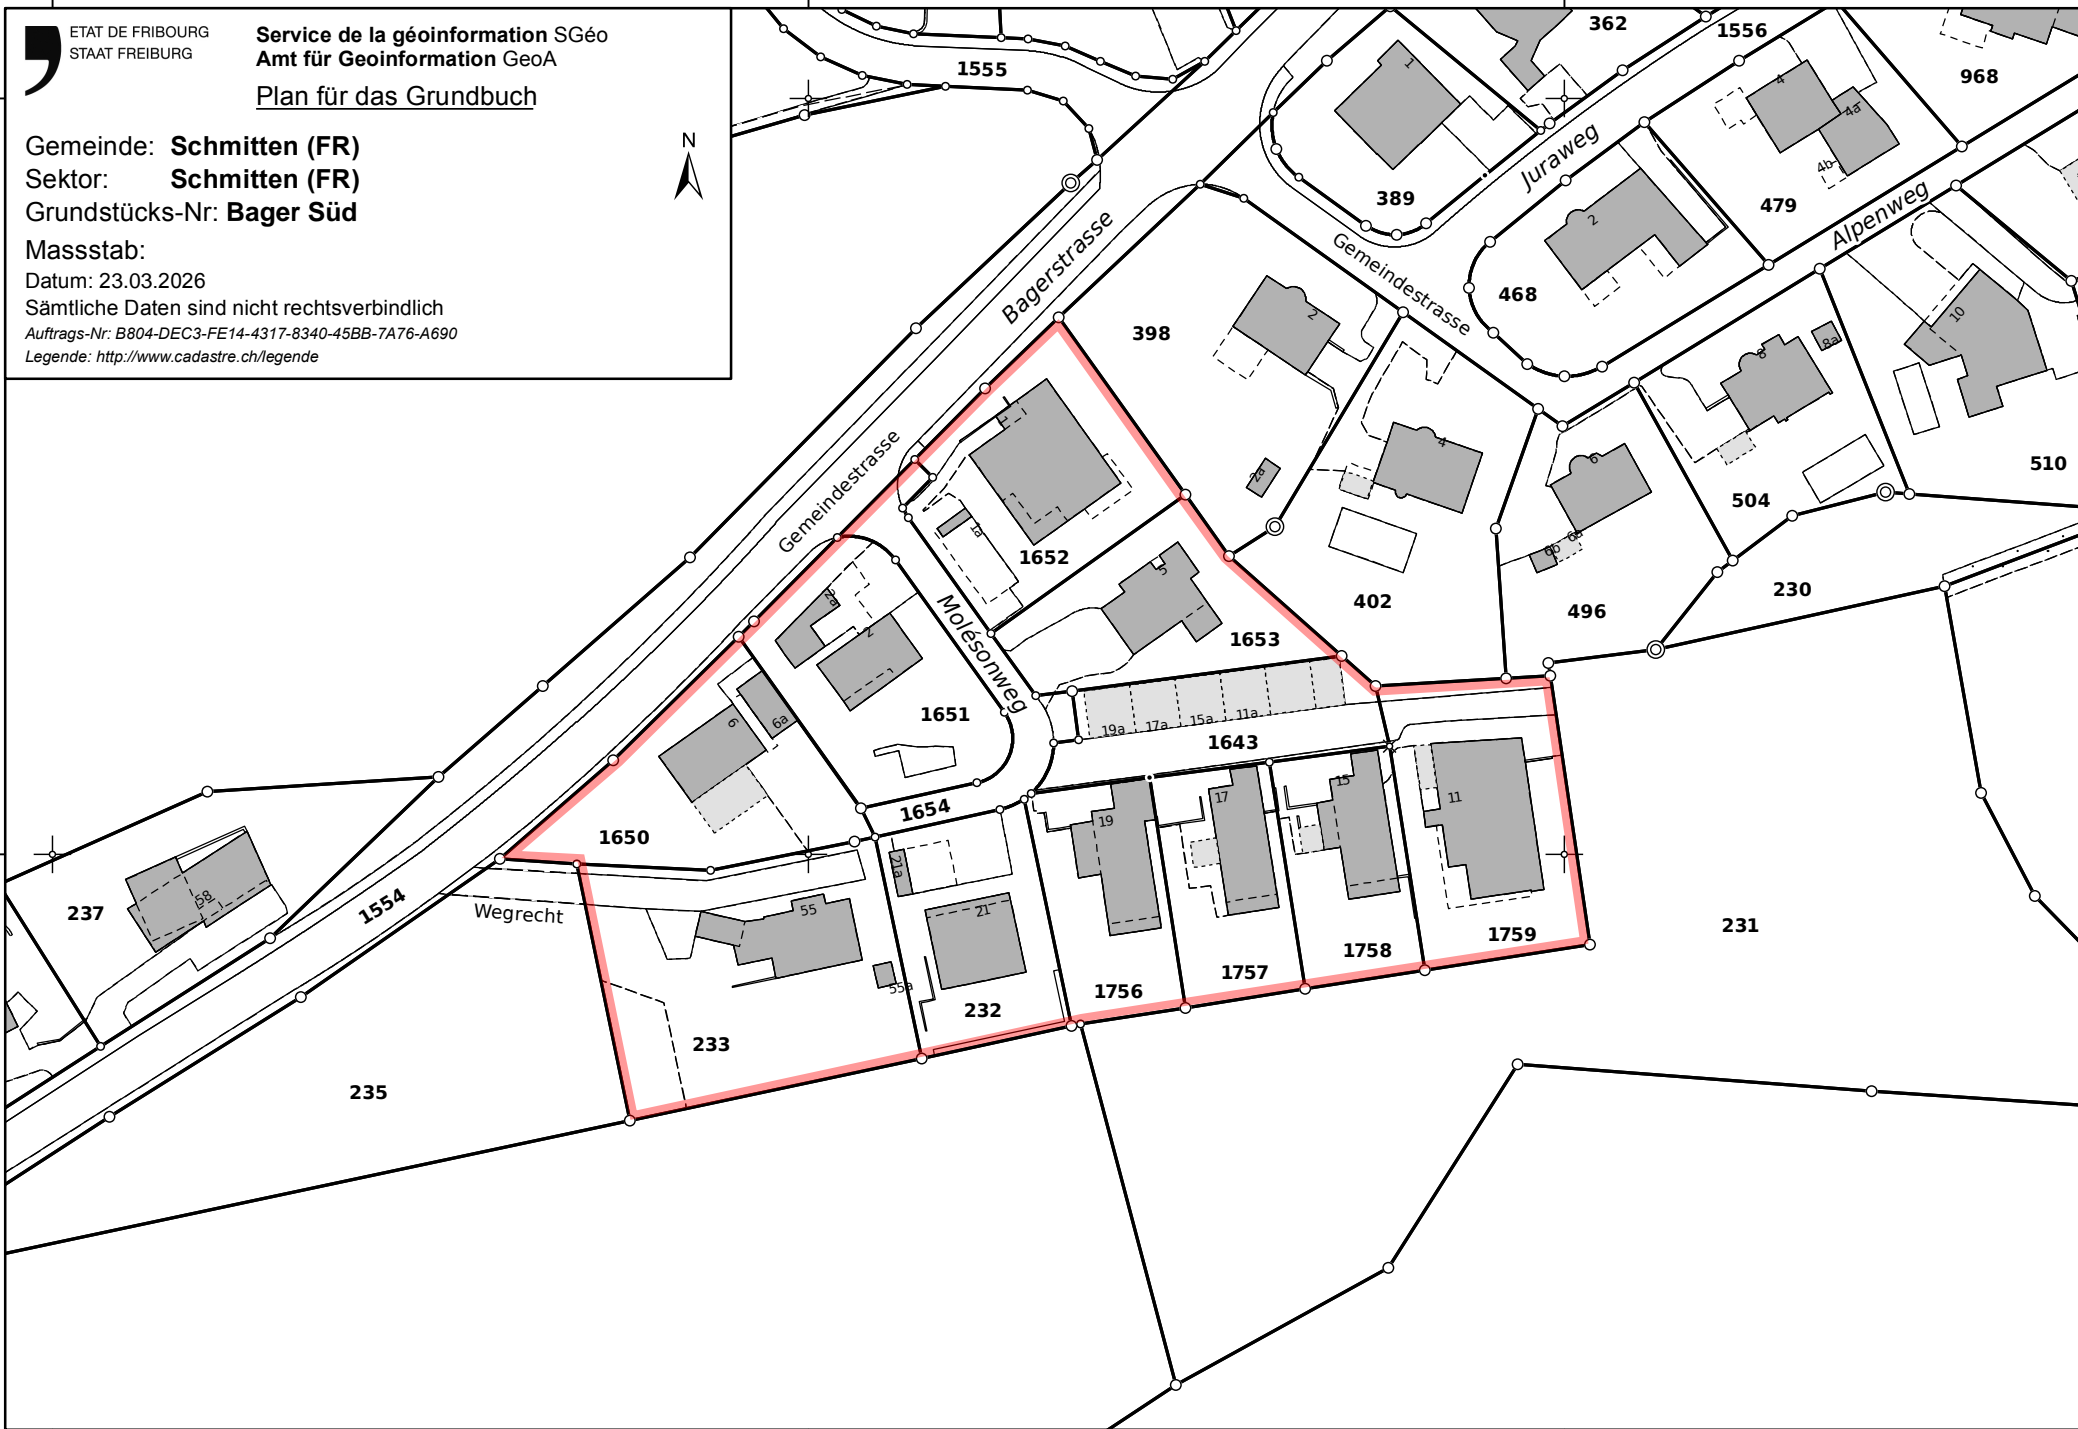 ETAT DE FRIBOURG
STAAT FREIBURG
Service de la géoinformation SGéo
Amt für Geoinformation GeoA
Plan für das Grundbuch
Gemeinde: Schmitten (FR)
Sektor: Schmitten (FR)
Grundstücks-Nr: Bager Süd
Massstab:
Datum: 23.03.2026
Sämtliche Daten sind nicht rechtsverbindlich
Auftrags-Nr: B804-DEC3-FE14-4317-8340-45BB-7A76-A690
Legende: http://www.cadastre.ch/legende
N
1555
362
1556
968
1
4
4a
4b
Juraweg
389
479
Alpenweg
2
468
Gemeindestrasse
Bagerstrasse
398
2
2a
10
8
8a
510
504
4
402
6
6a
6b
496
230
Gemeindestrasse
1
1a
1652
5
1653
Molésonweg
2a
2
1651
6
6a
1650
1654
19a
17a
15a
11a
1643
19
17
15
11
1756
1757
1758
1759
231
237
58
1554
Wegrecht
55
55a
21a
21
232
233
235